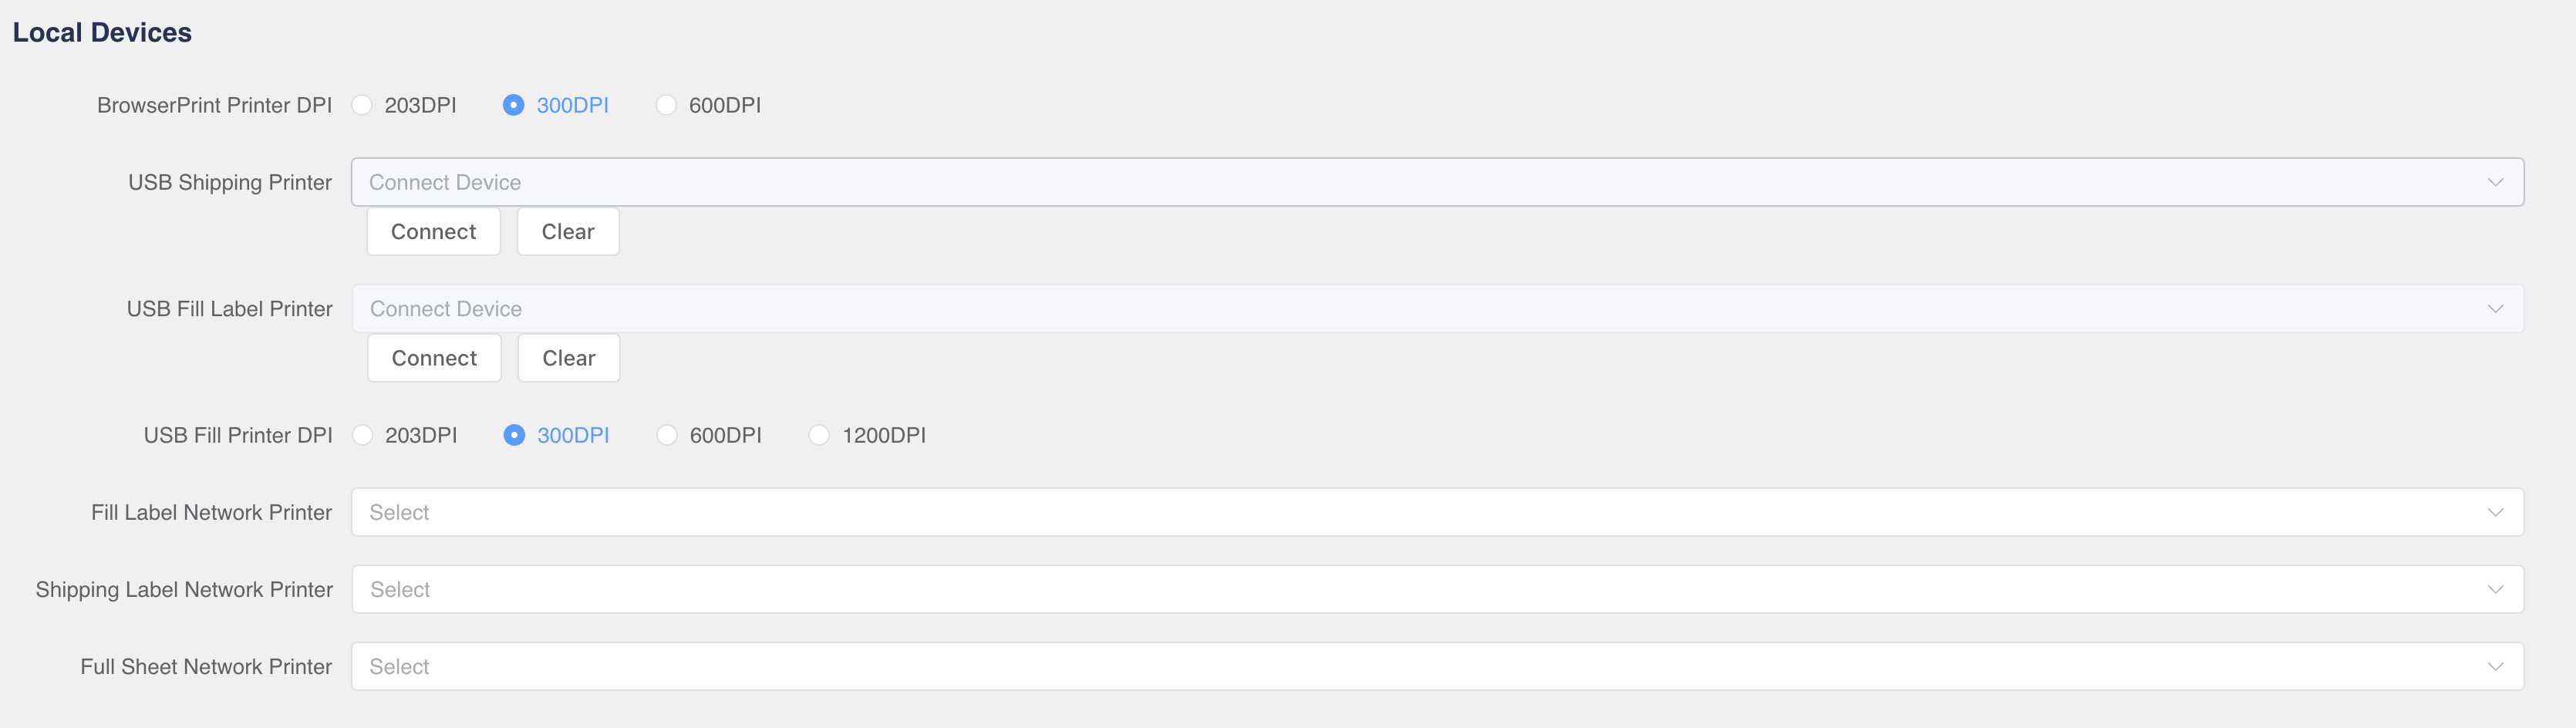 Local Devices
BrowserPrint Printer DPI 203DPI 300DPI 600DPI
USB Shipping Printer Connect Device
Connect Clear
USB Fill Label Printer Connect Device
Connect Clear
USB Fill Printer DPI 203DPI 300DPI 600DPI 1200DPI
Fill Label Network Printer Select
Shipping Label Network Printer Select
Full Sheet Network Printer Select